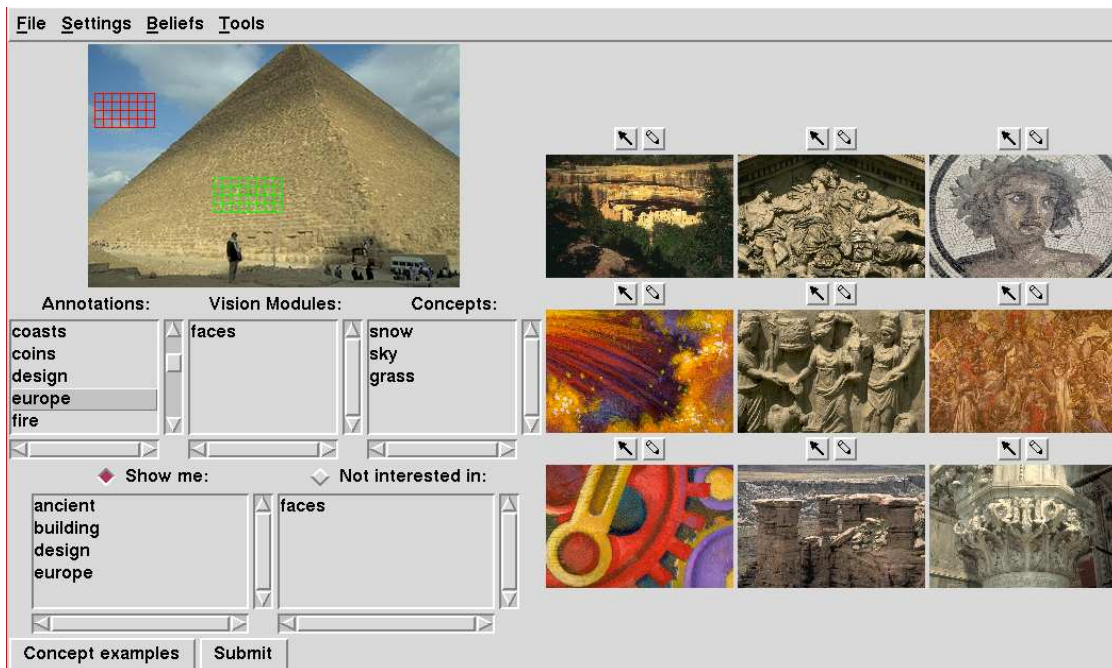 File Settings Beliefs Tools
Annotations: Vision Modules: Concepts:
coasts
coins
design
europe
fire
faces
snow
sky
grass
Show me: Not interested in:
ancient
building
design
europe
faces
Concept examples Submit